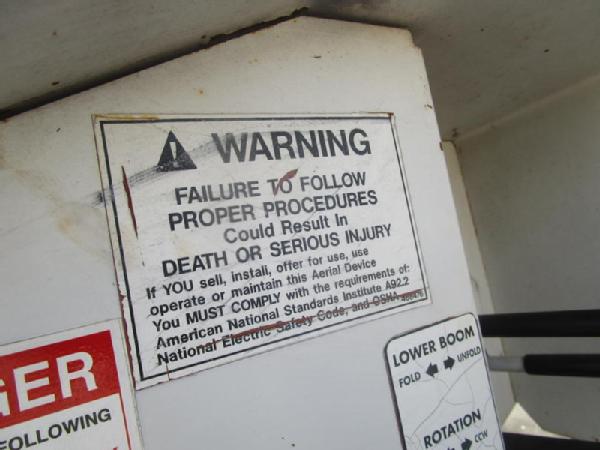 WARNING
FAILURE TO FOLLOW
PROPER PROCEDURES
Could Result In
DEATH OR SERIOUS INJURY
If YOU sell, install, offer for use, use
operate or maintain this Aerial Device
You MUST COMPLY with the requirements of:
American National Standards Institute A92.2
National Electric Safety Code, and OSHA
GER
FOLLOWING
LOWER BOOM
FOLD UNFOLD
ROTATION
CCW